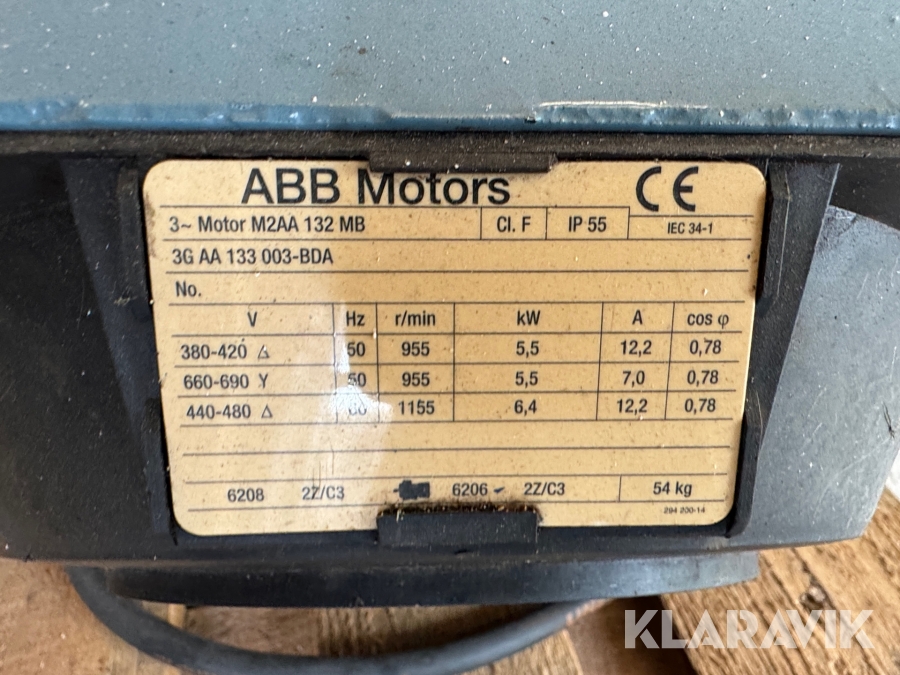 ABB Motors CE
3~ Motor M2AA 132 MB Cl. F IP 55 IEC 34-1
3G AA 133 003-BDA
No.
V Hz r/min kW A cos φ
380-420 Δ 50 955 5,5 12,2 0,78
660-690 Y 50 955 5,5 7,0 0,78
440-480 Δ 60 1155 6,4 12,2 0,78
6208 2Z/C3 6206 2Z/C3 54 kg
294 200-14
KLARAVIK